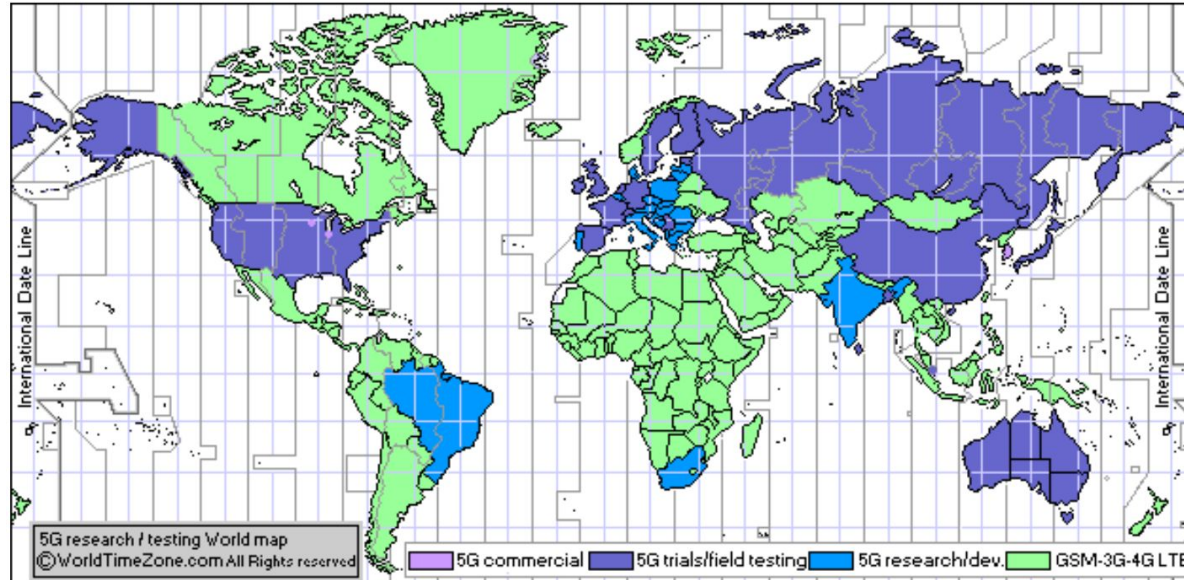 International Date Line
International Date Line
5G research / testing World map
©WorldTimeZone.com All Rights reserved
5G commercial
5G trials/field testing
5G research/dev.
GSM-3G-4G LTE